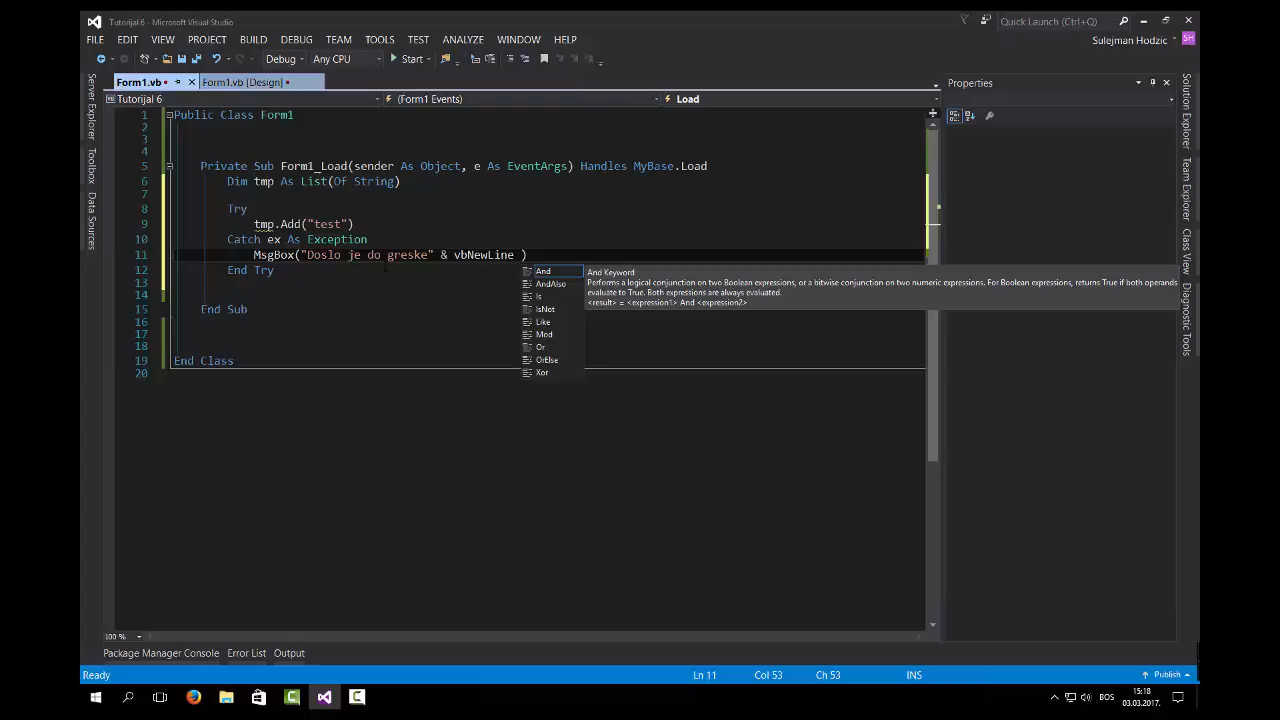 Tutorijal 6 - Microsoft Visual Studio
Quick Launch (Ctrl+Q)
FILE EDIT VIEW PROJECT BUILD DEBUG TEAM TOOLS TEST ANALYZE WINDOW HELP
Sulejman Hodzic SH
Debug Any CPU Start
Form1.vb Form1.vb [Design]
Properties
Tutorijal 6 (Form1 Events) Load
Server Explorer
Toolbox
Data Sources
Solution Explorer
Team Explorer
Class View
Diagnostic Tools
1 Public Class Form1
2
3
4
5 Private Sub Form1_Load(sender As Object, e As EventArgs) Handles MyBase.Load
6 Dim tmp As List(Of String)
7
8 Try
9 tmp.Add("test")
10 Catch ex As Exception
11 MsgBox("Doslo je do greske" & vbNewLine )
12 End Try
13
14
15 End Sub
16
17
18
19 End Class
20
And
AndAlso
Is
IsNot
Like
Mod
Or
OrElse
Xor
And Keyword
Performs a logical conjunction on two Boolean expressions, or a bitwise conjunction on two numeric expressions. For Boolean expressions, returns True if both operands
evaluate to True. Both expressions are always evaluated.
<result> = <expression1> And <expression2>
100 %
Package Manager Console Error List Output
Ready Ln 11 Col 53 Ch 53 INS Publish
BOS 15:18
03.03.2017.